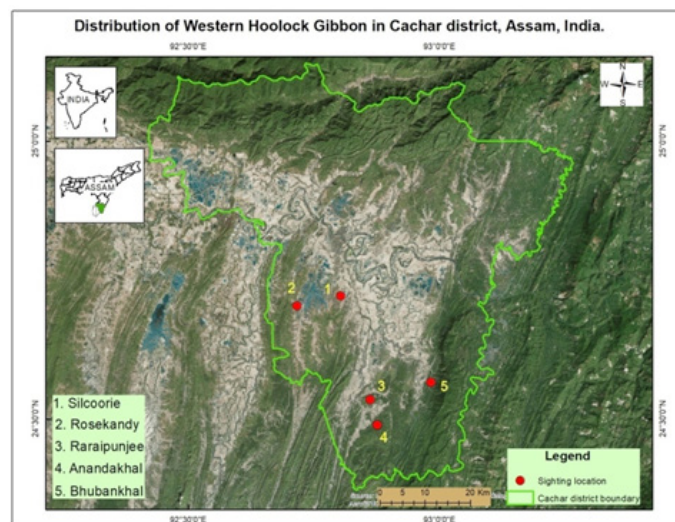 Distribution of Western Hoolock Gibbon in Cachar district, Assam, India.
92°30'0"E 93°0'0"E
INDIA
N
W E
S
25°0'0"N 25°0'0"N
ASSAM
2 1
3 5
4
24°30'0"N 24°30'0"N
1. Silcoorie
2. Rosekandy
3. Raraipunjee
4. Anandakhal
5. Bhubankhal
Legend
Sighting location
Cachar district boundary
0 5 10 20 Km
92°30'0"E 93°0'0"E